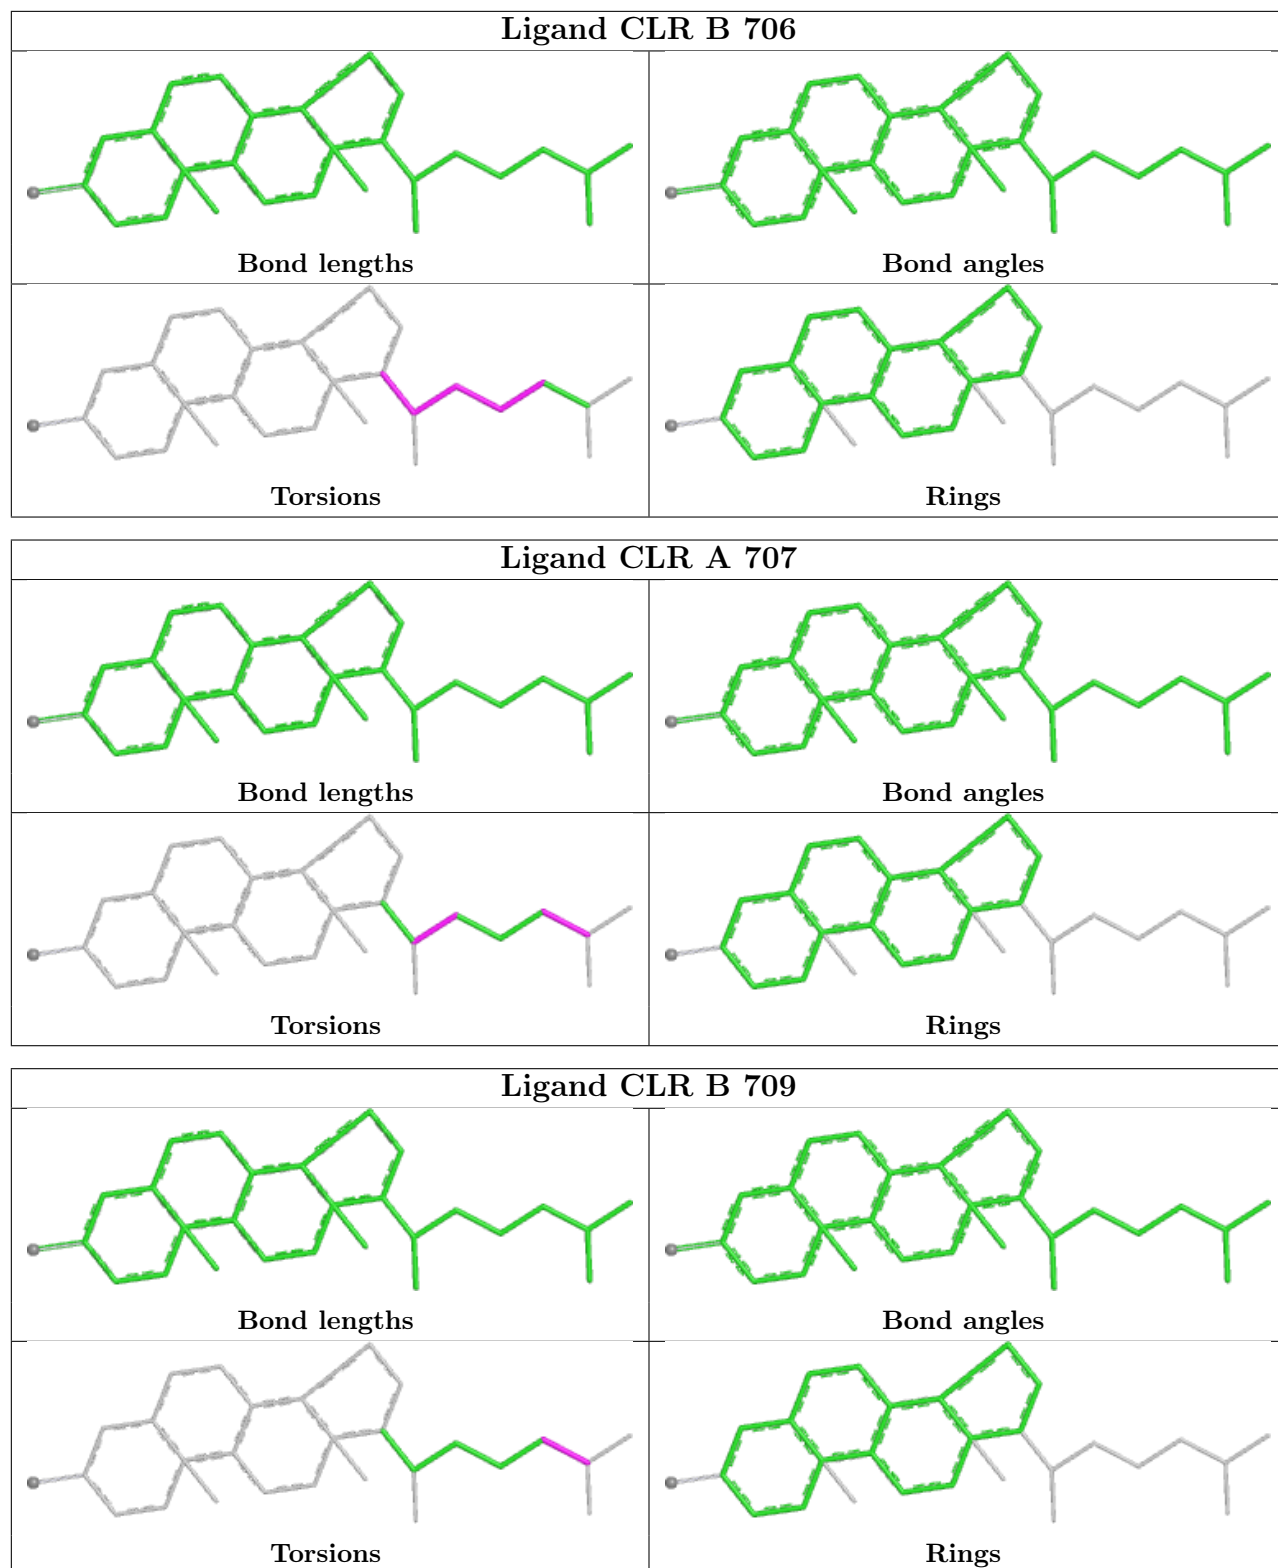 Ligand CLR B 706
Bond lengths
Bond angles
Torsions
Rings
Ligand CLR A 707
Bond lengths
Bond angles
Torsions
Rings
Ligand CLR B 709
Bond lengths
Bond angles
Torsions
Rings